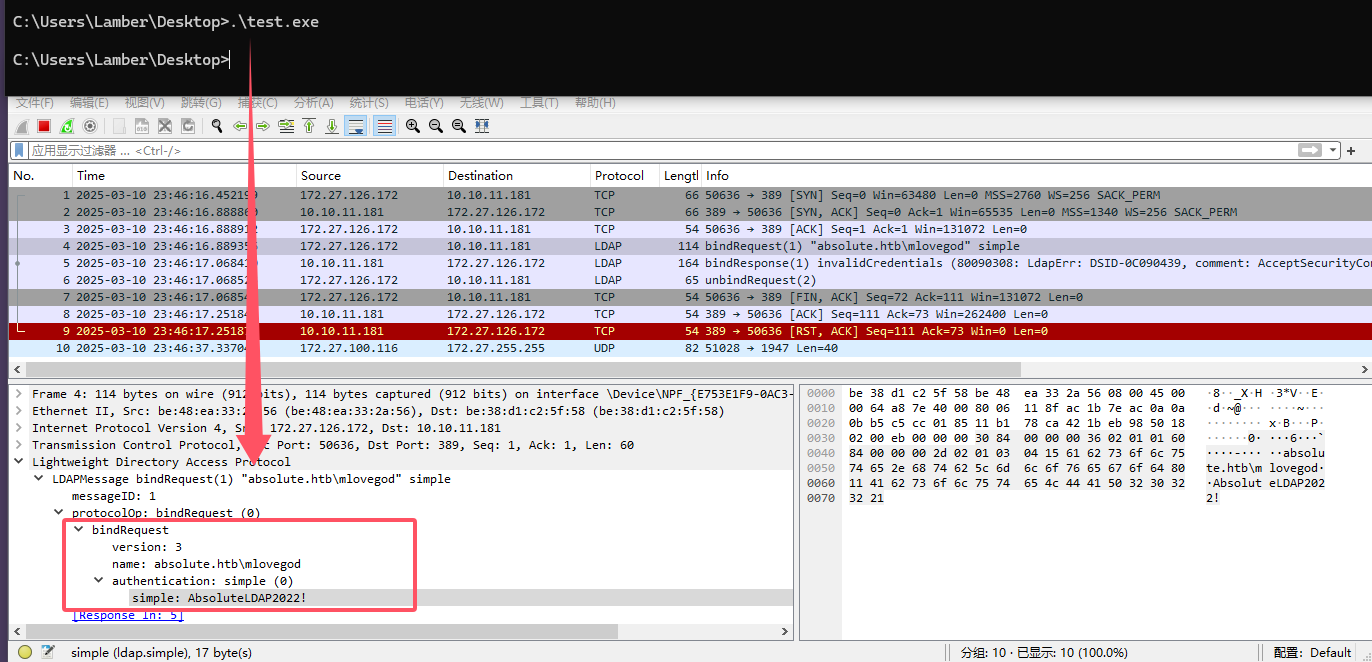 C:\Users\Lamber\Desktop>.\test.exe
C:\Users\Lamber\Desktop>
文件(F) 编辑(E) 视图(V) 跳转(G) 捕获(C) 分析(A) 统计(S) 电话(Y) 无线(W) 工具(T) 帮助(H)
应用显示过滤器 … <Ctrl-/>
No. Time Source Destination Protocol Lengtl Info
1 2025-03-10 23:46:16.452199 172.27.126.172 10.10.11.181 TCP 66 50636 → 389 [SYN] Seq=0 Win=63480 Len=0 MSS=2760 WS=256 SACK_PERM
2 2025-03-10 23:46:16.888860 10.10.11.181 172.27.126.172 TCP 66 389 → 50636 [SYN, ACK] Seq=0 Ack=1 Win=65535 Len=0 MSS=1340 WS=256 SACK_PERM
3 2025-03-10 23:46:16.88891 172.27.126.172 10.10.11.181 TCP 54 50636 → 389 [ACK] Seq=1 Ack=1 Win=131072 Len=0
4 2025-03-10 23:46:16.88935 172.27.126.172 10.10.11.181 LDAP 114 bindRequest(1) "absolute.htb\mlovegod" simple
5 2025-03-10 23:46:17.06841 10.10.11.181 172.27.126.172 LDAP 164 bindResponse(1) invalidCredentials (80090308: LdapErr: DSID-0C090439, comment: AcceptSecurityCon
6 2025-03-10 23:46:17.06852 172.27.126.172 10.10.11.181 LDAP 65 unbindRequest(2)
7 2025-03-10 23:46:17.06854 172.27.126.172 10.10.11.181 TCP 54 50636 → 389 [FIN, ACK] Seq=72 Ack=111 Win=131072 Len=0
8 2025-03-10 23:46:17.25184 10.10.11.181 172.27.126.172 TCP 54 389 → 50636 [ACK] Seq=111 Ack=73 Win=262400 Len=0
9 2025-03-10 23:46:17.25187 10.10.11.181 172.27.126.172 TCP 54 389 → 50636 [RST, ACK] Seq=111 Ack=73 Win=0 Len=0
10 2025-03-10 23:46:37.33704 172.27.100.116 172.27.255.255 UDP 82 51028 → 1947 Len=40
Frame 4: 114 bytes on wire (912 bits), 114 bytes captured (912 bits) on interface \Device\NPF_{E753E1F9-0AC3-
Ethernet II, Src: be:48:ea:33:2a:56 (be:48:ea:33:2a:56), Dst: be:38:d1:c2:5f:58 (be:38:d1:c2:5f:58)
Internet Protocol Version 4, Src: 172.27.126.172, Dst: 10.10.11.181
Transmission Control Protocol, Src Port: 50636, Dst Port: 389, Seq: 1, Ack: 1, Len: 60
Lightweight Directory Access Protocol
LDAPMessage bindRequest(1) "absolute.htb\mlovegod" simple
messageID: 1
protocolOp: bindRequest (0)
bindRequest
version: 3
name: absolute.htb\mlovegod
authentication: simple (0)
simple: AbsoluteLDAP2022!
[Response In: 5]
0000 be 38 d1 c2 5f 58 be 48 ea 33 2a 56 08 00 45 00 ·8··_X·H ·3*V··E·
0010 00 64 a8 7e 40 00 80 06 11 8f ac 1b 7e ac 0a 0a ·d·~@··· ····~···
0020 0b b5 c5 cc 01 85 11 b1 78 ca 42 1b eb 98 50 18 ········ x·B···P·
0030 02 00 eb 00 00 00 30 84 00 00 00 36 02 01 01 60 ······0· ···6···`
0040 84 00 00 00 2d 02 01 03 04 15 61 62 73 6f 6c 75 ····-··· ··absolu
0050 74 65 2e 68 74 62 5c 6d 6c 6f 76 65 67 6f 64 80 te.htb\m lovegod·
0060 11 41 62 73 6f 6c 75 74 65 4c 44 41 50 32 30 32 ·Absolut eLDAP202
0070 32 21 2!
simple (ldap.simple), 17 byte(s) 分组: 10 · 已显示: 10 (100.0%) 配置: Default